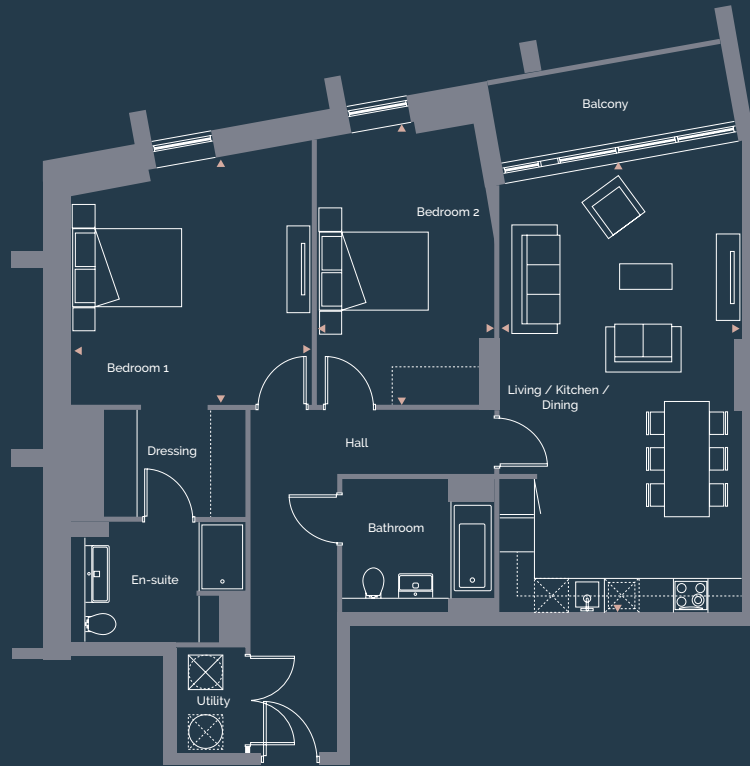 Balcony
Bedroom 2
Bedroom 1
Living / Kitchen /
Dining
Hall
Dressing
Bathroom
En-suite
Utility